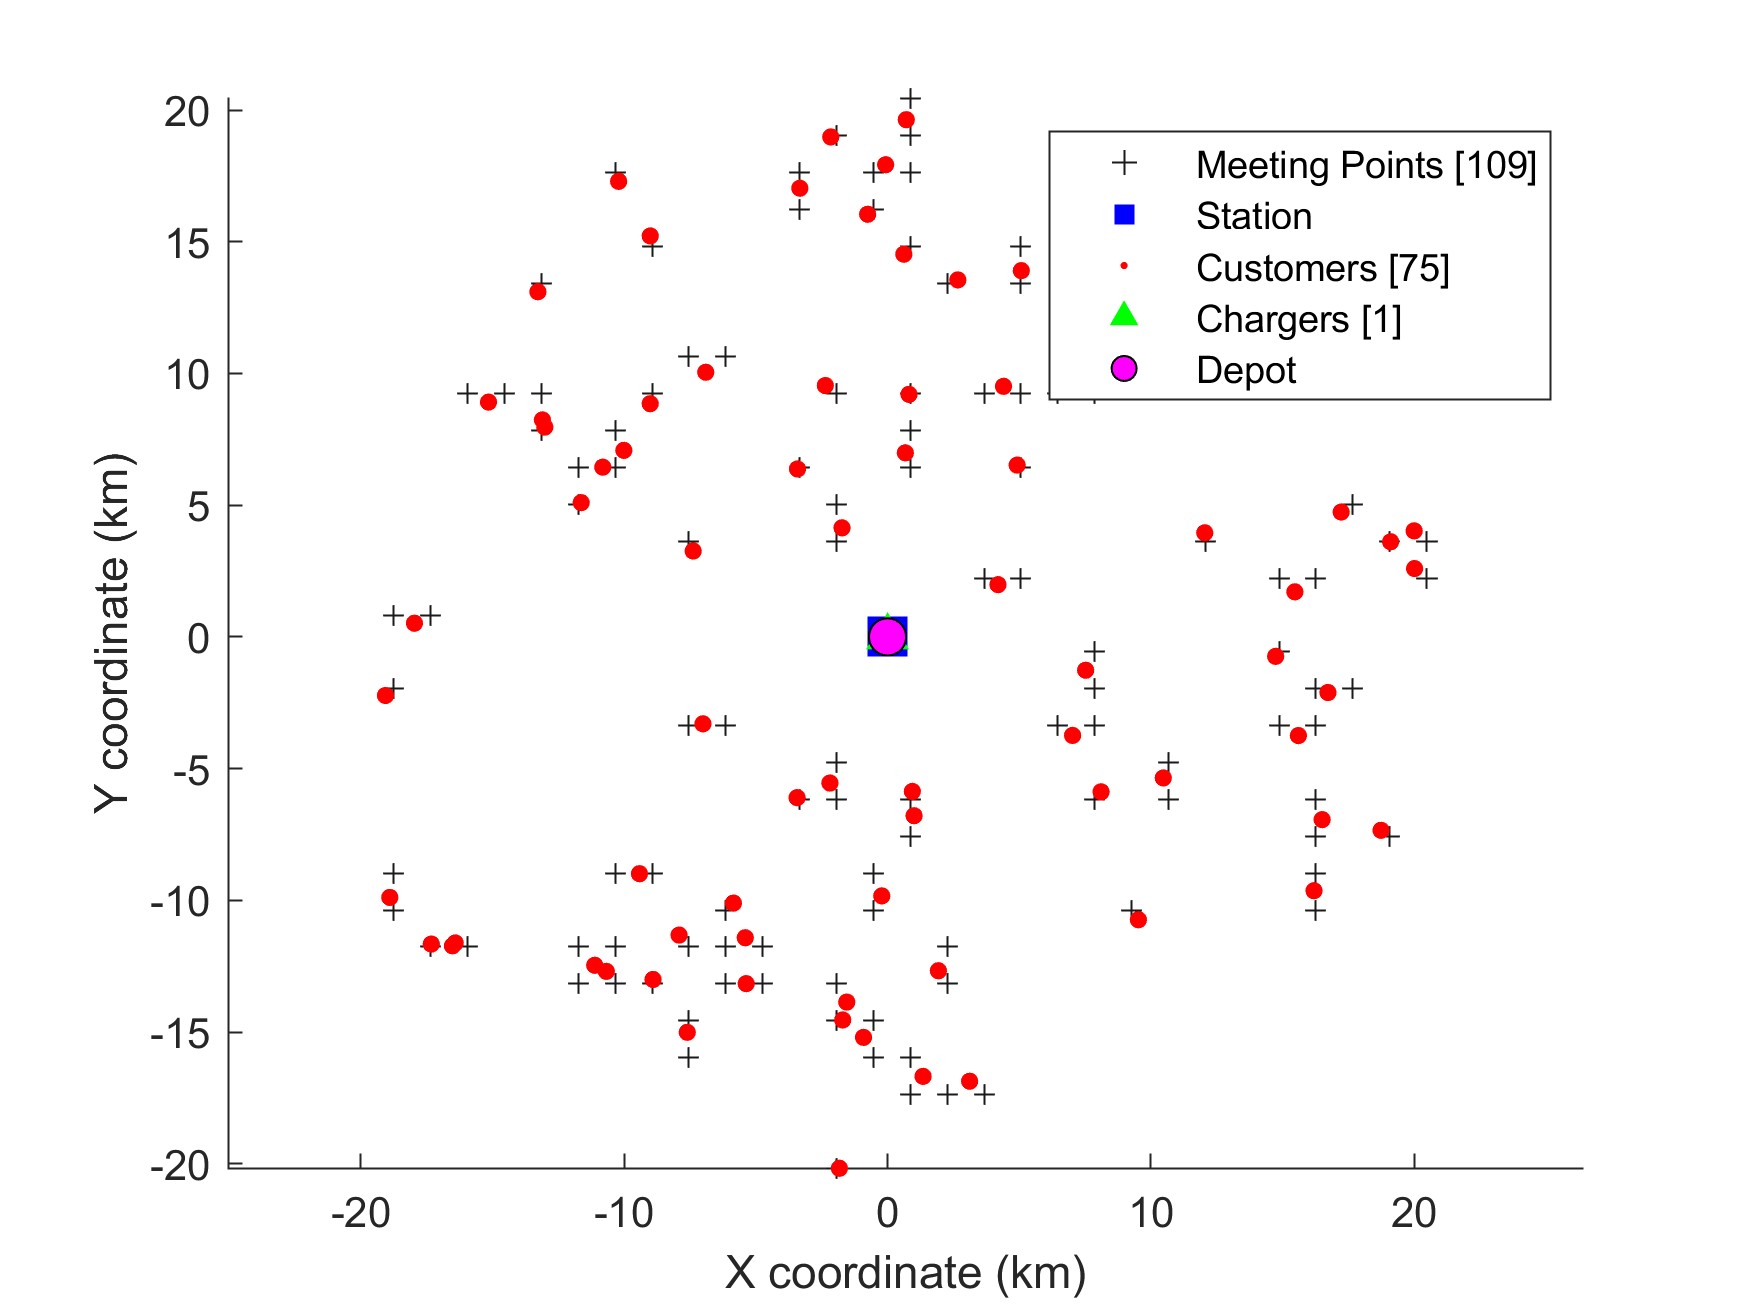 20
15
10
5
0
-5
-10
-15
-20
Y coordinate (km)
Meeting Points [109]
Station
Customers [75]
Chargers [1]
Depot
-20 -10 0 10 20
X coordinate (km)